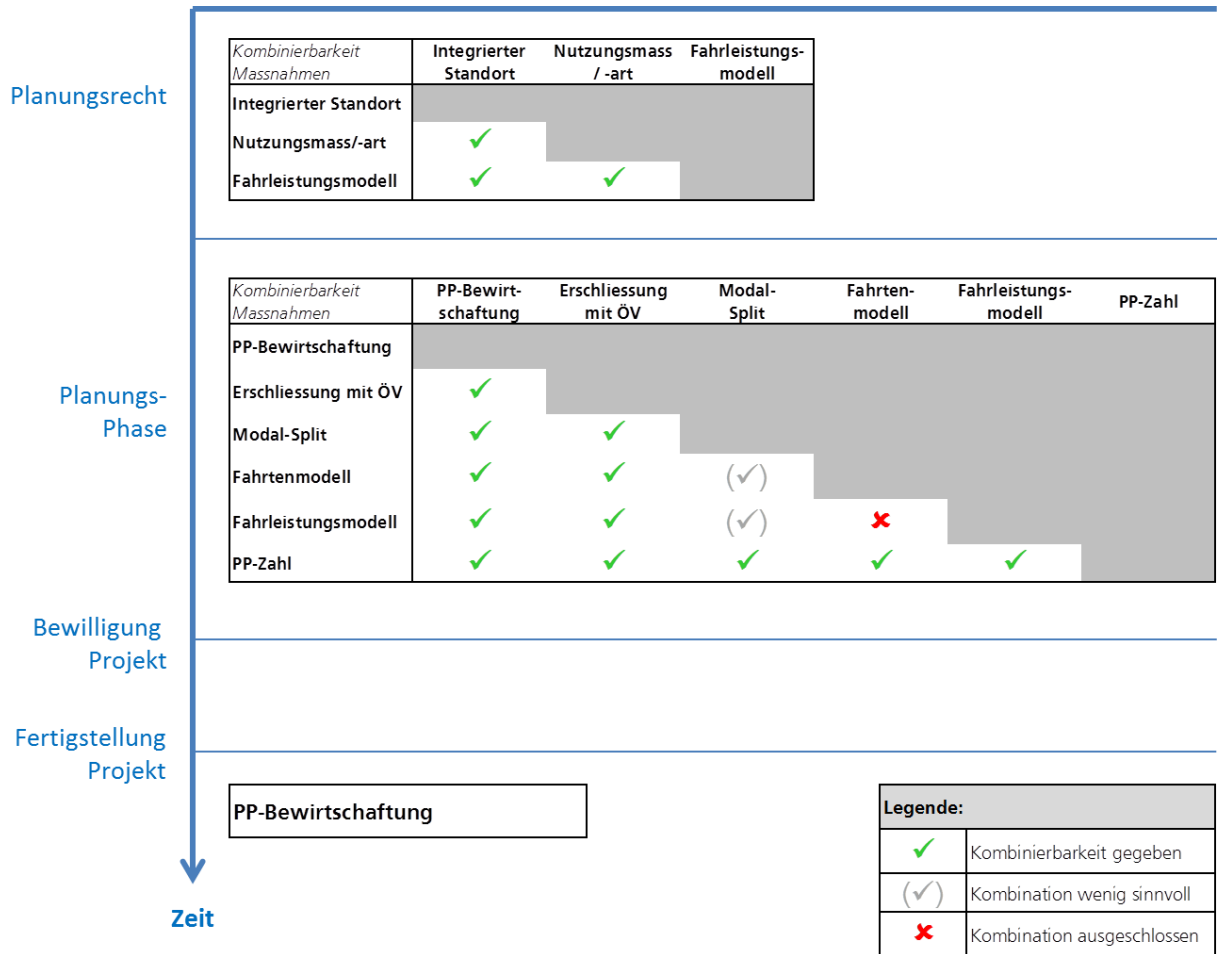 Planungsrecht
Kombinierbarkeit Massnahmen
Integrierter Standort
Nutzungsmass / -art
Fahrleistungs- modell
Integrierter Standort
Nutzungsmass/-art ✓
Fahrleistungsmodell ✓ ✓
Planungs-
Phase
Kombinierbarkeit Massnahmen
PP-Bewirt- schaftung
Erschliessung mit ÖV
Modal- Split
Fahrten- modell
Fahrleistungs- modell
PP-Zahl
PP-Bewirtschaftung
Erschliessung mit ÖV ✓
Modal-Split ✓ ✓
Fahrtenmodell ✓ ✓ (✓)
Fahrleistungsmodell ✓ ✓ (✓) ✘
PP-Zahl ✓ ✓ ✓ ✓ ✓
Bewilligung
Projekt
Fertigstellung
Projekt
PP-Bewirtschaftung
Zeit
Legende:
✓ Kombinierbarkeit gegeben
(✓) Kombination wenig sinnvoll
✘ Kombination ausgeschlossen